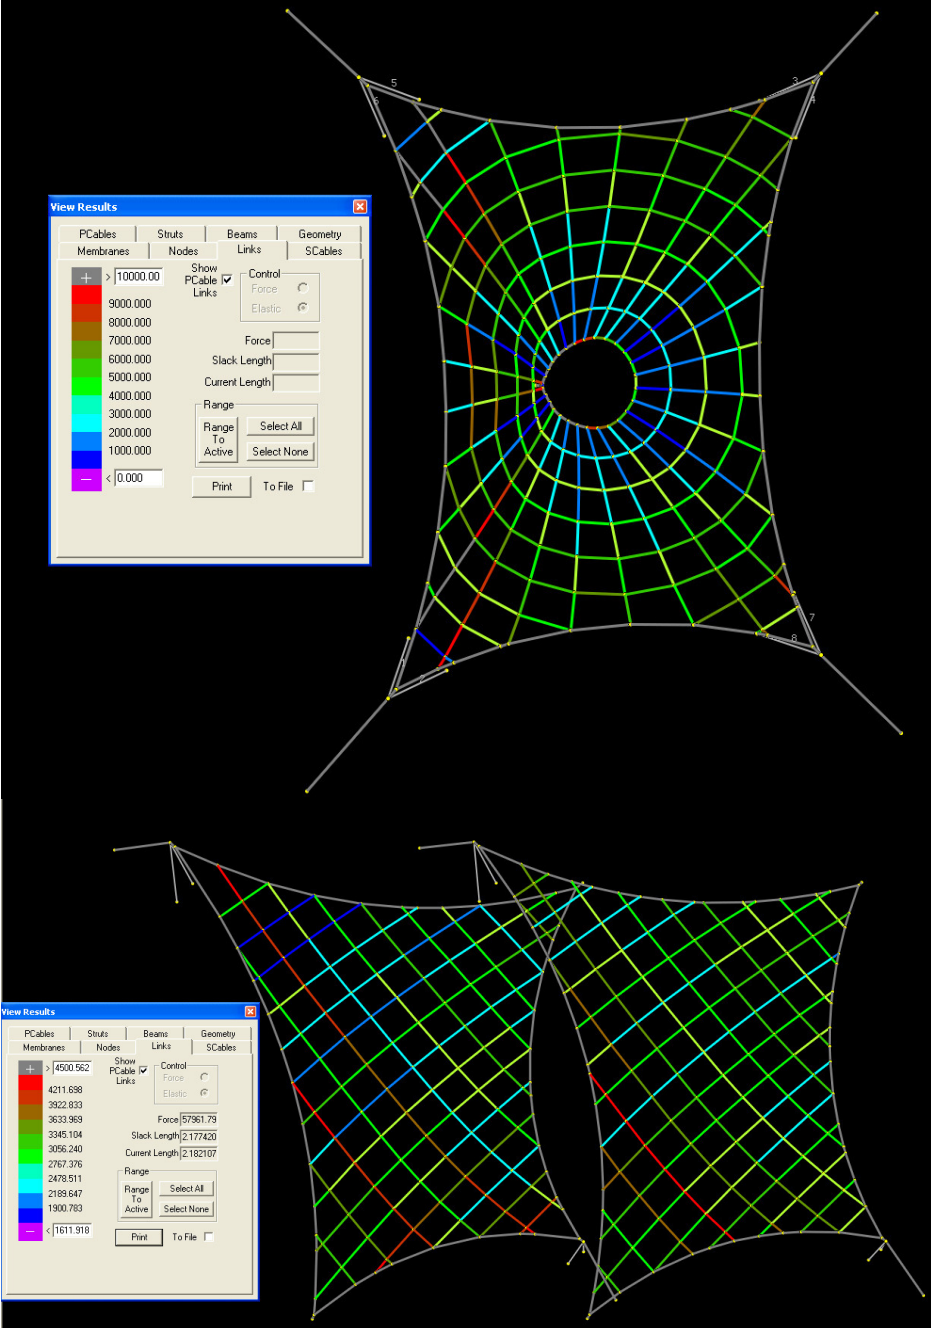 5
6
3
4
View Results
PCables Struts Beams Geometry
Membranes Nodes Links SCables
+ > 10000.00
9000.000
8000.000
7000.000
6000.000
5000.000
4000.000
3000.000
2000.000
1000.000
— < 0.000
Show
PCable
Links
Control
Force
Elastic
Force
Slack Length
Current Length
Range
Range
To
Active
Select All
Select None
Print To File
7
8
1
2
View Results
PCables Struts Beams Geometry
Membranes Nodes Links SCables
+ > 4500.562
4211.698
3922.833
3633.969
3345.104
3056.240
2767.376
2478.511
2189.647
1900.783
— < 1611.918
Show
PCable
Links
Control
Force
Elastic
Force 57961.79
Slack Length 2.177420
Current Length 2.182107
Range
Range
To
Active
Select All
Select None
Print To File